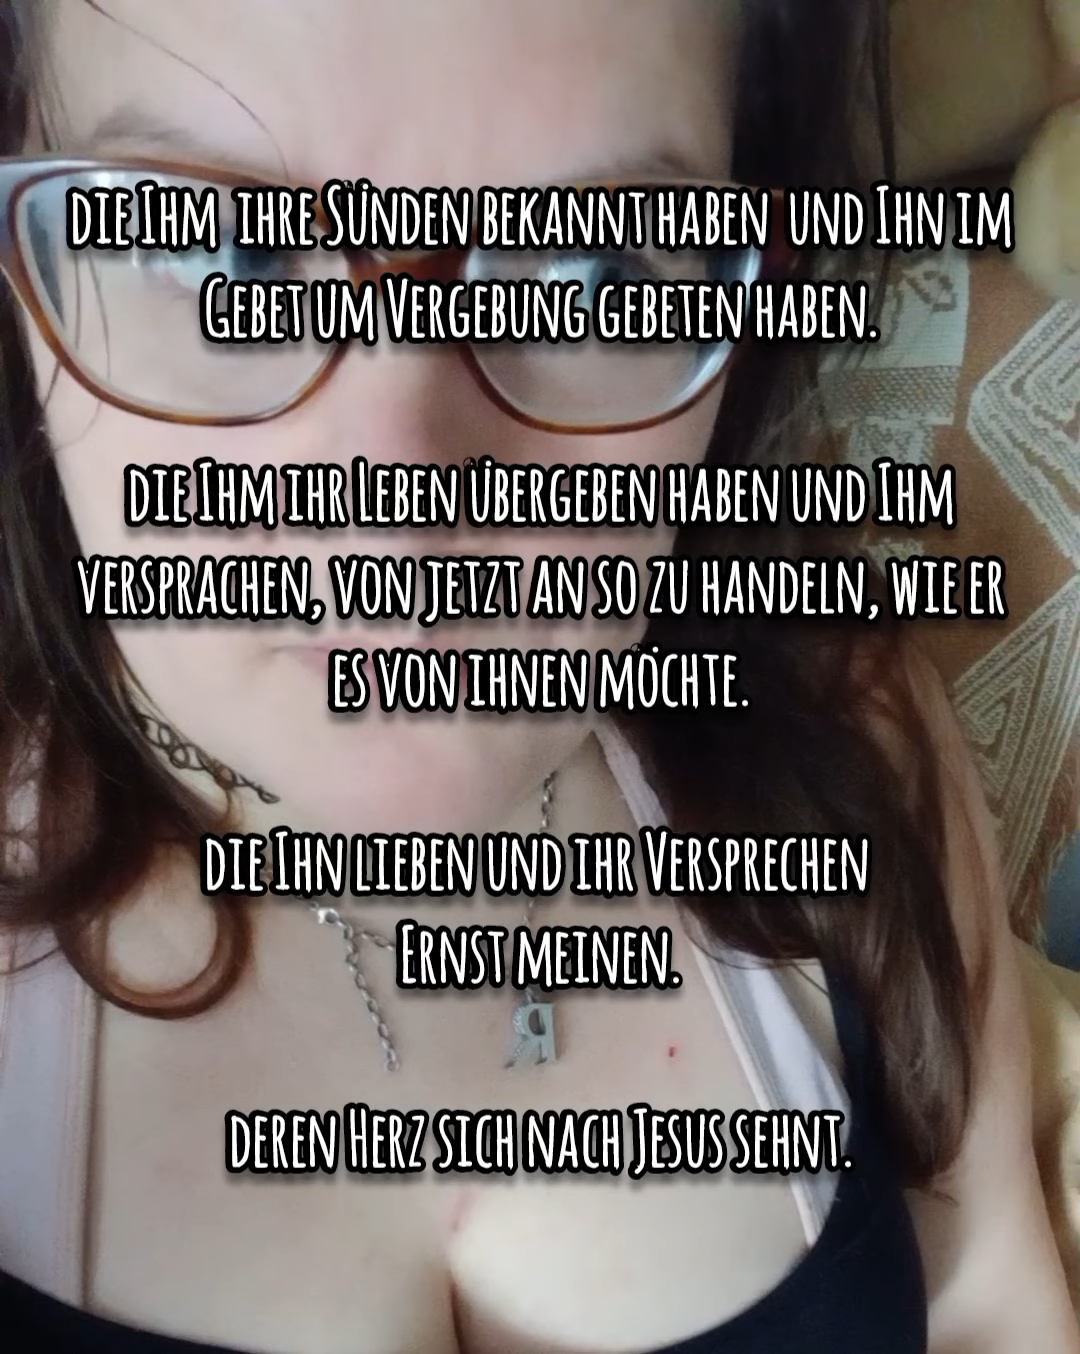 die Ihm ihre Sünden bekannt haben und Ihn im
Gebet um Vergebung gebeten haben.
die Ihm ihr Leben übergeben haben und Ihm
versprachen, von jetzt an so zu handeln, wie er
es von ihnen möchte.
die Ihn lieben und ihr Versprechen
Ernst meinen.
deren Herz sich nach Jesus sehnt.
R